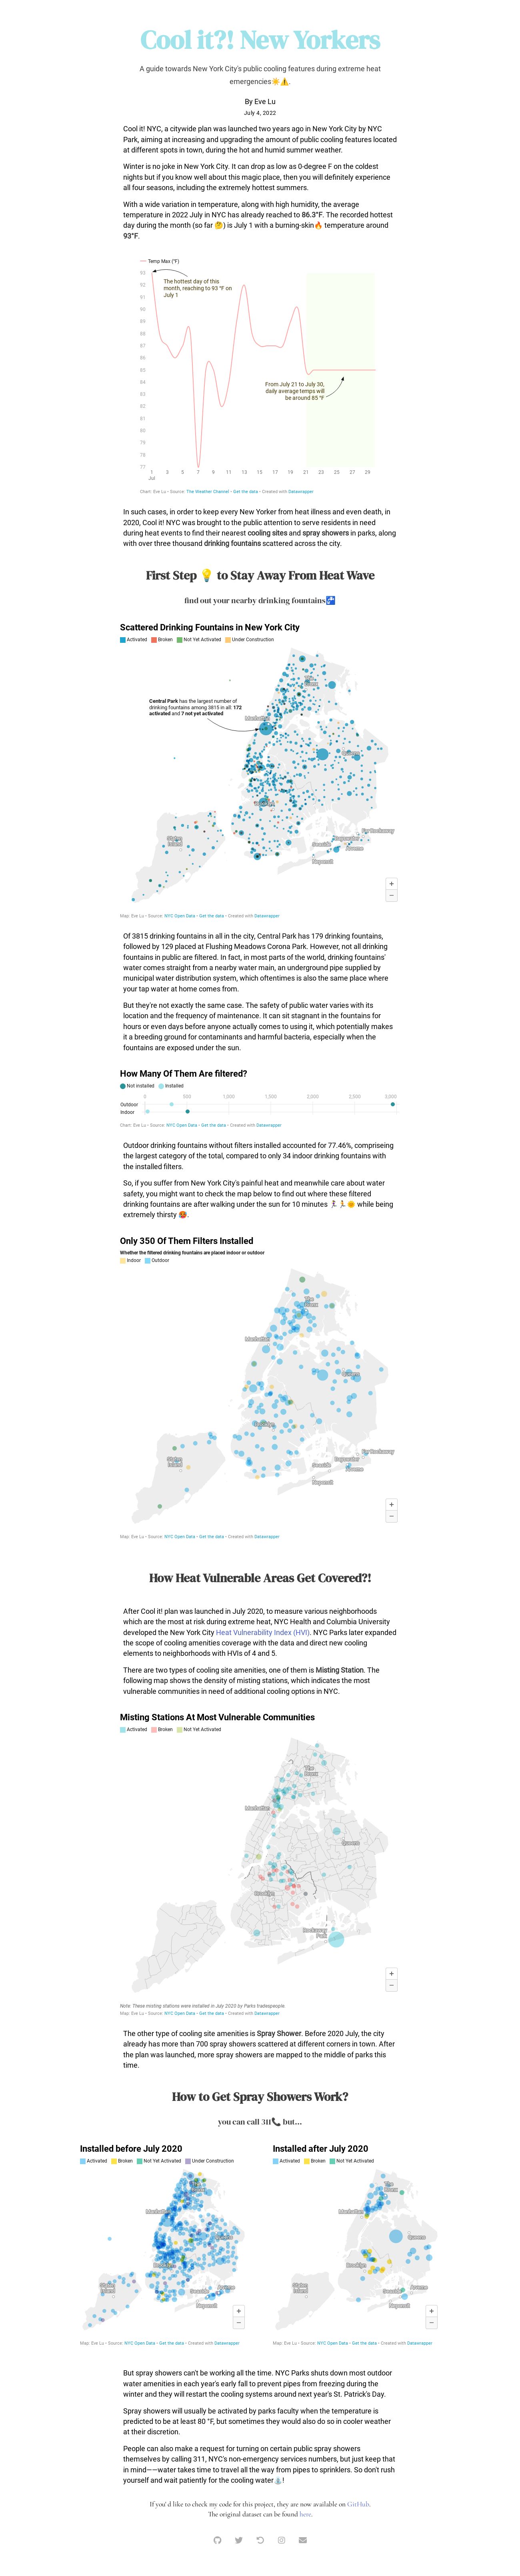 Cool it?! New Yorkers
A guide towards New York City's public cooling features during extreme heat
emergencies☀️⚠️.
By Eve Lu
July 4, 2022
Cool it! NYC, a citywide plan was launched two years ago in New York City by NYC
Park, aiming at increasing and upgrading the amount of public cooling features located
at different spots in town, during the hot and humid summer weather.
Winter is no joke in New York City. It can drop as low as 0-degree F on the coldest
nights but if you know well about this magic place, then you will definitely experience
all four seasons, including the extremely hottest summers.
With a wide variation in temperature, along with high humidity, the average
temperature in 2022 July in NYC has already reached to 86.3°F. The recorded hottest
day during the month (so far 🤔) is July 1 with a burning-skin🔥 temperature around
93°F.
Temp Max (°F)
93
The hottest day of this
month, reaching to 93 °F on
July 1
92
91
90
89
88
87
86
85
84
83
82
81
80
79
78
77
From July 21 to July 30,
daily average temps will
be around 85 °F
1 3 5 7 9 11 13 15 17 19 21 23 25 27 29
Jul
Chart: Eve Lu • Source: The Weather Channel • Get the data • Created with Datawrapper
In such cases, in order to keep every New Yorker from heat illness and even death, in
2020, Cool it! NYC was brought to the public attention to serve residents in need
during heat events to find their nearest cooling sites and spray showers in parks, along
with over three thousand drinking fountains scattered across the city.
First Step 💡 to Stay Away From Heat Wave
find out your nearby drinking fountains🚰
Scattered Drinking Fountains in New York City
Activated Broken Not Yet Activated Under Construction
Central Park has the largest number of
drinking fountains among 3815 in all: 172
activated and 7 not yet activated
Manhattan
Queens
Staten
Island
Far Rockaway
Seaside
Edgemere
Arverne
Neponsit
+
−
Map: Eve Lu • Source: NYC Open Data • Get the data • Created with Datawrapper
Of 3815 drinking fountains in all in the city, Central Park has 179 drinking fountains,
followed by 129 placed at Flushing Meadows Corona Park. However, not all drinking
fountains in public are filtered. In fact, in most parts of the world, drinking fountains'
water comes straight from a nearby water main, an underground pipe supplied by
municipal water distribution system, which oftentimes is also the same place where
your tap water at home comes from.
But they're not exactly the same case. The safety of public water varies with its
location and the frequency of maintenance. It can sit stagnant in the fountains for
hours or even days before anyone actually comes to using it, which potentially makes
it a breeding ground for contaminants and harmful bacteria, especially when the
fountains are exposed under the sun.
How Many Of Them Are filtered?
Not installed Installed
0 500 1,000 1,500 2,000 2,500 3,000
Outdoor
Indoor
Chart: Eve Lu • Source: NYC Open Data • Get the data • Created with Datawrapper
Outdoor drinking fountains without filters installed accounted for 77.46%, compriseing
the largest category of the total, compared to only 34 indoor drinking fountains with
the installed filters.
So, if you suffer from New York City's painful heat and meanwhile care about water
safety, you might want to check the map below to find out where these filtered
drinking fountains are after walking under the sun for 10 minutes 🏃‍♀️🏃🌞 while being
extremely thirsty 🥵.
Only 350 Of Them Filters Installed
Whether the filtered drinking fountains are placed indoor or outdoor
Indoor Outdoor
The
Bronx
Manhattan
Queens
Brooklyn
Staten
Island
Far Rockaway
Seaside
Edgemere
Arverne
Neponsit
+
−
Map: Eve Lu • Source: NYC Open Data • Get the data • Created with Datawrapper
How Heat Vulnerable Areas Get Covered?!
After Cool it! plan was launched in July 2020, to measure various neighborhoods
which are the most at risk during extreme heat, NYC Health and Columbia University
developed the New York City Heat Vulnerability Index (HVI). NYC Parks later expanded
the scope of cooling amenities coverage with the data and direct new cooling
elements to neighborhoods with HVIs of 4 and 5.
There are two types of cooling site amenities, one of them is Misting Station. The
following map shows the density of misting stations, which indicates the most
vulnerable communities in need of additional cooling options in NYC.
Misting Stations At Most Vulnerable Communities
Activated Broken Not Yet Activated
The
Bronx
Manhattan
Queens
Brooklyn
Rockaway
Park
+
−
Note: These misting stations were installed in July 2020 by Parks tradespeople.
Map: Eve Lu • Source: NYC Open Data • Get the data • Created with Datawrapper
The other type of cooling site amenities is Spray Shower. Before 2020 July, the city
already has more than 700 spray showers scattered at different corners in town. After
the plan was launched, more spray showers are mapped to the middle of parks this
time.
How to Get Spray Showers Work?
you can call 311📞 but...
Installed before July 2020
Activated Broken Not Yet Activated Under Construction
Manhattan
Staten
Island
Seaside
Arverne
Neponsit
+
−
Map: Eve Lu • Source: NYC Open Data • Get the data • Created with Datawrapper
Installed after July 2020
Activated Broken Not Yet Activated
The
Bronx
Manhattan
Queens
Brooklyn
Staten
Island
Seaside
Arverne
Neponsit
+
−
Map: Eve Lu • Source: NYC Open Data • Get the data • Created with Datawrapper
But spray showers can't be working all the time. NYC Parks shuts down most outdoor
water amenities in each year's early fall to prevent pipes from freezing during the
winter and they will restart the cooling systems around next year's St. Patrick's Day.
Spray showers will usually be activated by parks faculty when the temperature is
predicted to be at least 80 °F, but sometimes they would also do so in cooler weather
at their discretion.
People can also make a request for turning on certain public spray showers
themselves by calling 311, NYC's non-emergency services numbers, but just keep that
in mind——water takes time to travel all the way from pipes to sprinklers. So don't rush
yourself and wait patiently for the cooling water⛲!
If you' d like to check my code for this project, they are now available on GitHub.
The original dataset can be found here.